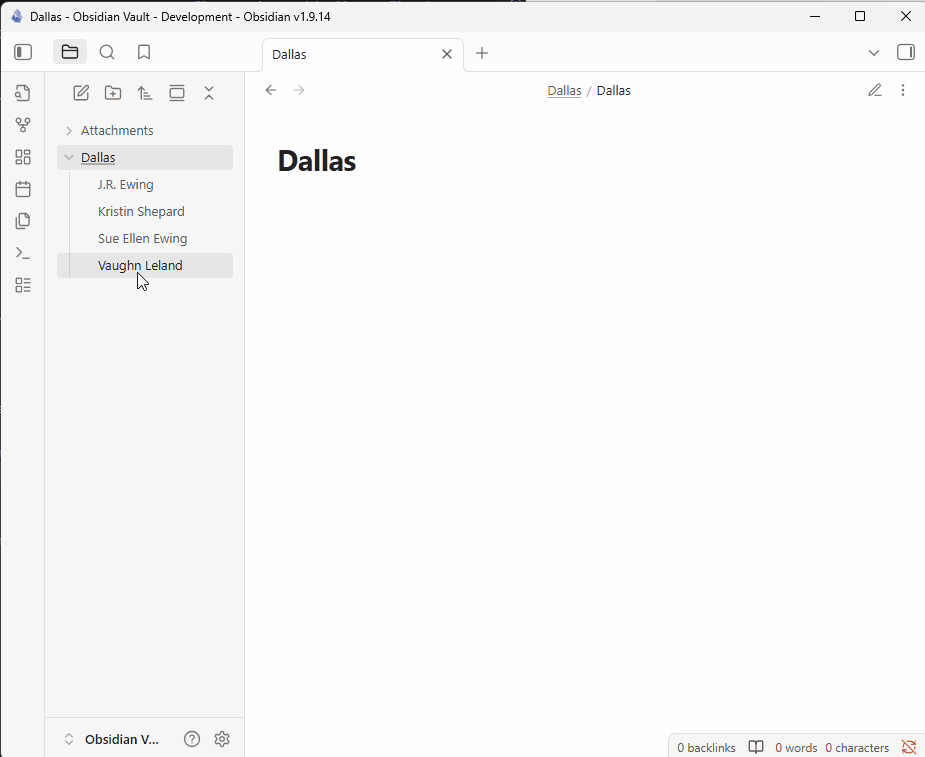 Dallas - Obsidian Vault - Development - Obsidian v1.9.14
Dallas
Dallas / Dallas
Attachments
Dallas
J.R. Ewing
Kristin Shepard
Sue Ellen Ewing
Vaughn Leland
Dallas
Obsidian V...
0 backlinks 0 words 0 characters